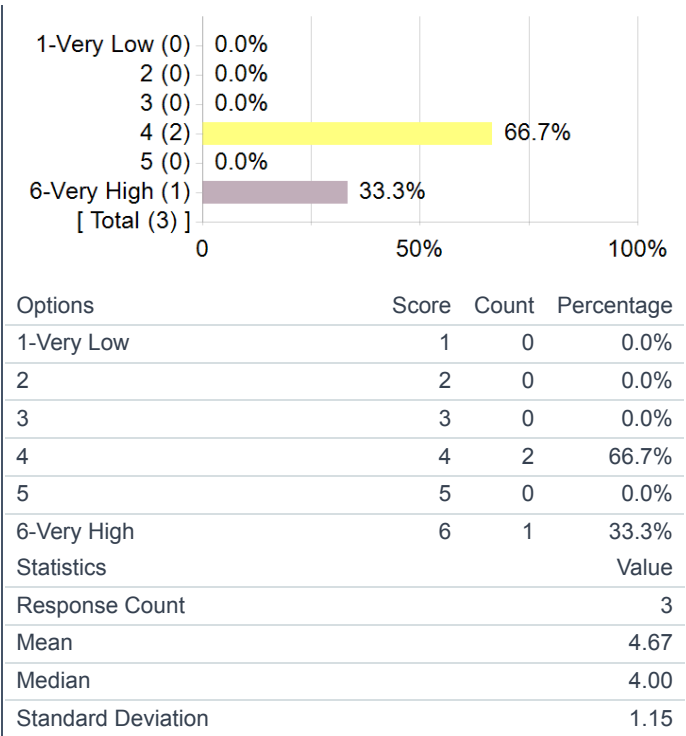 1-Very Low (0) 0.0%
2 (0) 0.0%
3 (0) 0.0%
4 (2) 66.7%
5 (0) 0.0%
6-Very High (1) 33.3%
[ Total (3) ]
0 50% 100%
Options Score Count Percentage
1-Very Low 1 0 0.0%
2 2 0 0.0%
3 3 0 0.0%
4 4 2 66.7%
5 5 0 0.0%
6-Very High 6 1 33.3%
Statistics Value
Response Count 3
Mean 4.67
Median 4.00
Standard Deviation 1.15